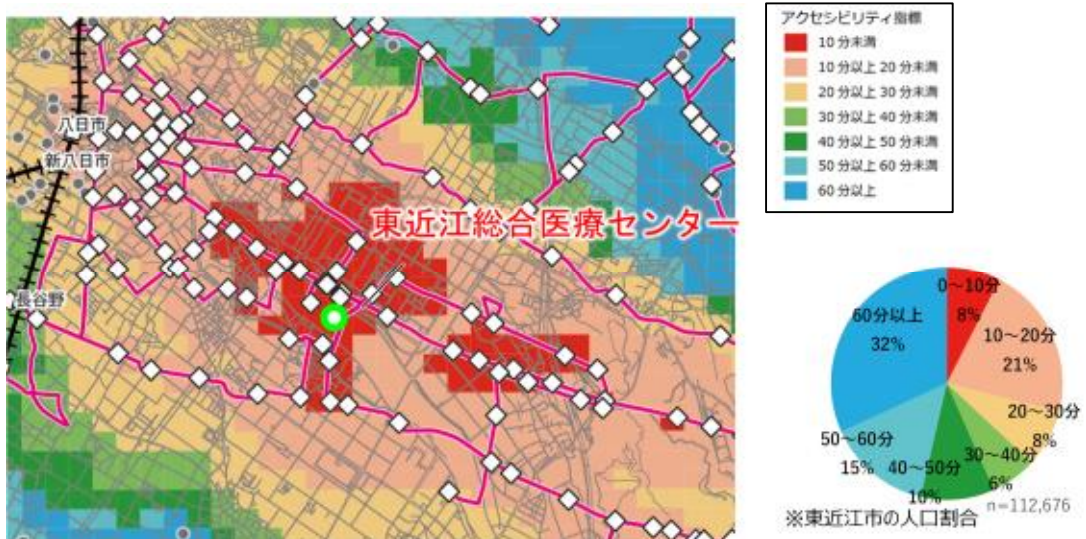 アクセシビリティ指標
10分未満
10分以上20分未満
20分以上30分未満
30分以上40分未満
40分以上50分未満
50分以上60分未満
60分以上
八日市
新八日市
長谷野
東近江総合医療センター
0～10分
8%
10～20分
21%
20～30分
8%
30～40分
6%
40～50分
10%
50～60分
15%
60分以上
32%
n=112,676
※東近江市の人口割合